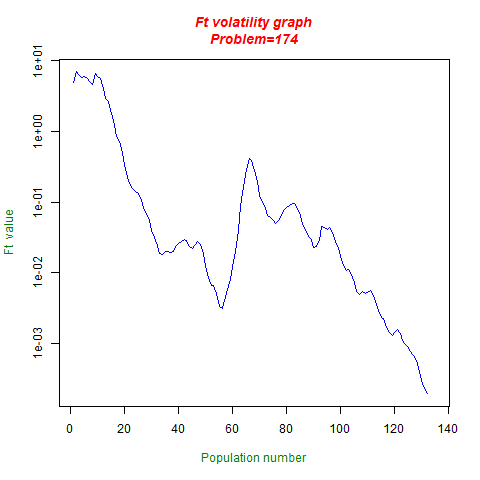 Ft volatility graph
Problem=174
1e+01
1e+00
1e-01
1e-02
1e-03
Ft value
0 20 40 60 80 100 120 140
Population number